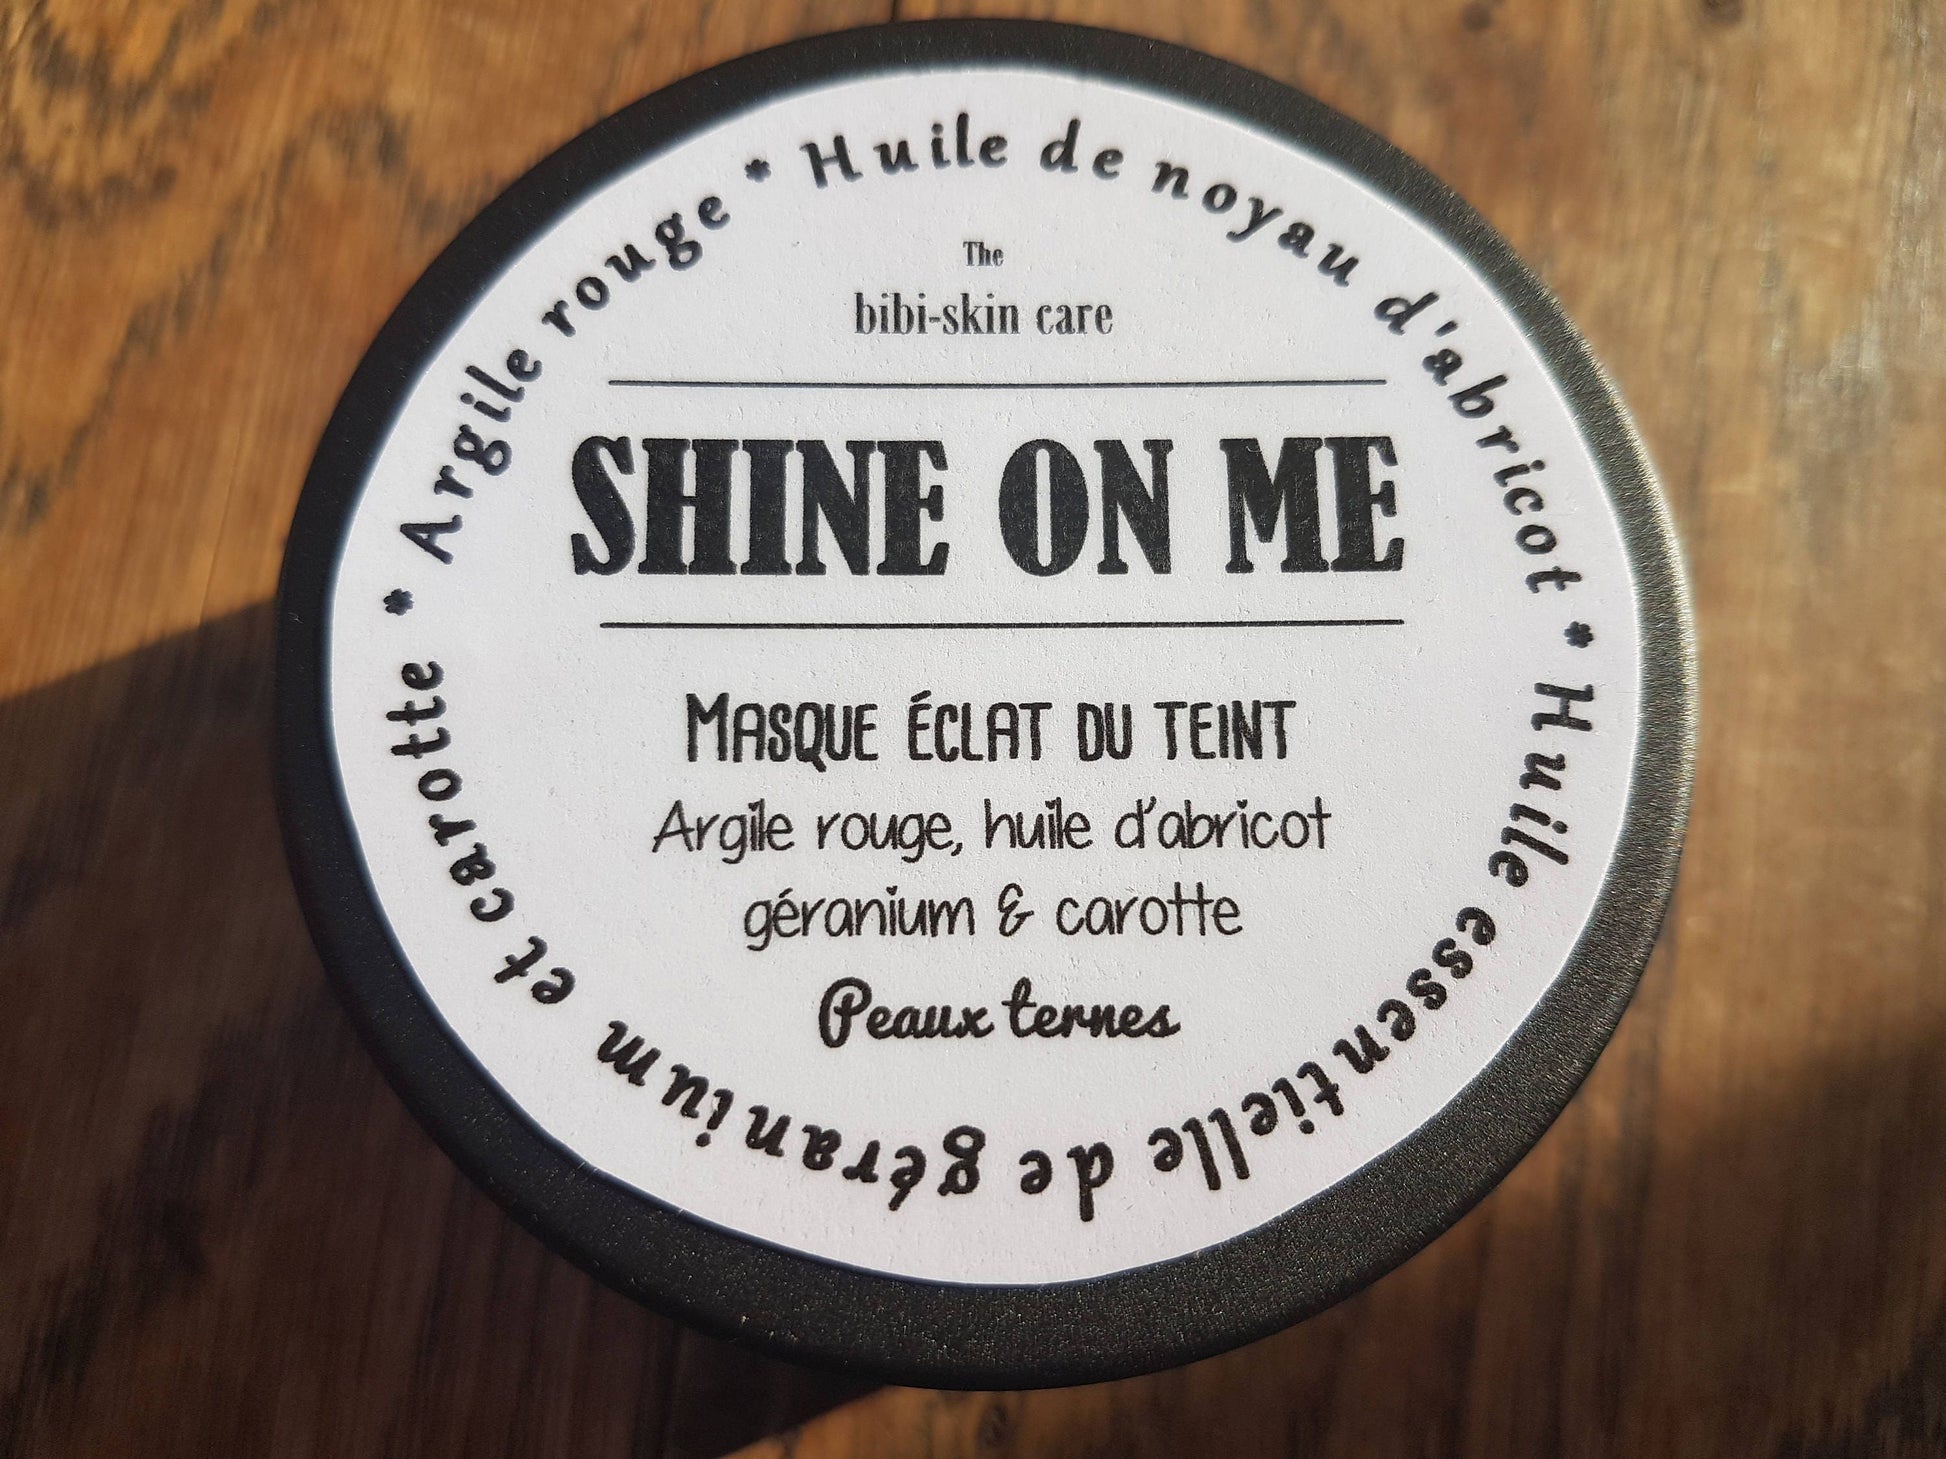 * Argile rouge * Huile de noyau d'abricot * Huile essentielle de géranium et carotte
The
bibi-skin care
SHINE ON ME
MASQUE ÉCLAT DU TEINT
Argile rouge, huile d'abricot
géranium & carotte
Peaux ternes